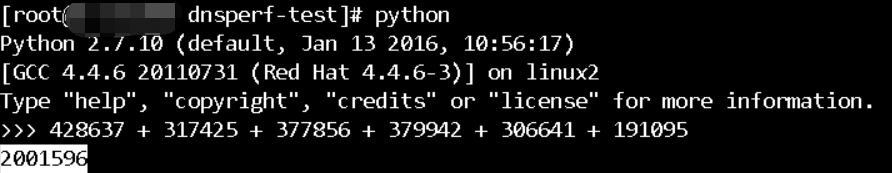 [root@ dnsperf-test]# python
Python 2.7.10 (default, Jan 13 2016, 10:56:17)
[GCC 4.4.6 20110731 (Red Hat 4.4.6-3)] on linux2
Type "help", "copyright", "credits" or "license" for more information.
>>> 428637 + 317425 + 377856 + 379942 + 306641 + 191095
2001596